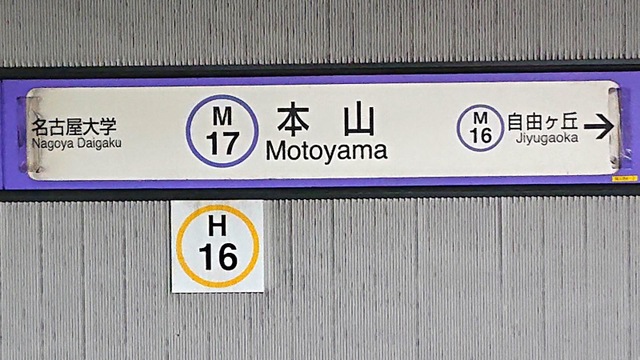 名古屋大学
Nagoya Daigaku
M
17
本山
Motoyama
M
16
自由ヶ丘
Jiyugaoka
H
16